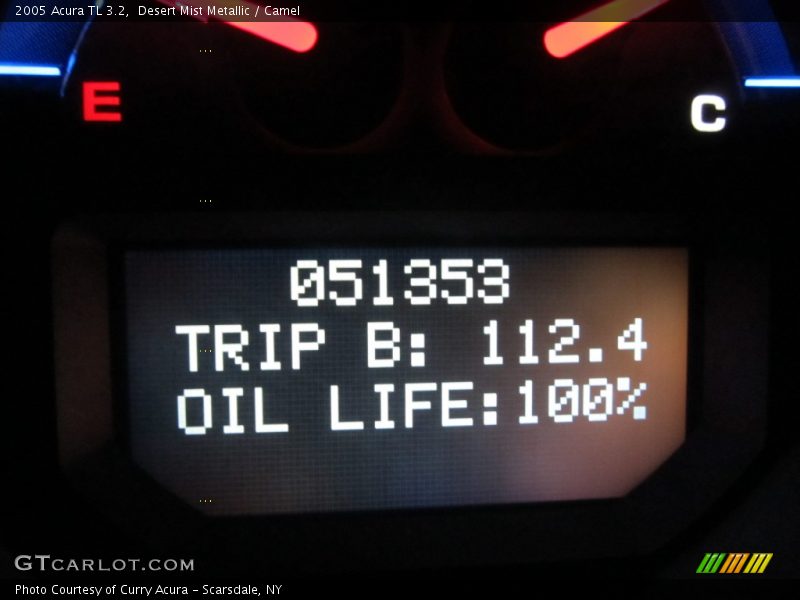 2005 Acura TL 3.2,  Desert Mist Metallic / Camel
E
C
051353
TRIP B: 112.4
OIL LIFE:100%
GTCARLOT.COM
Photo Courtesy of Curry Acura - Scarsdale, NY